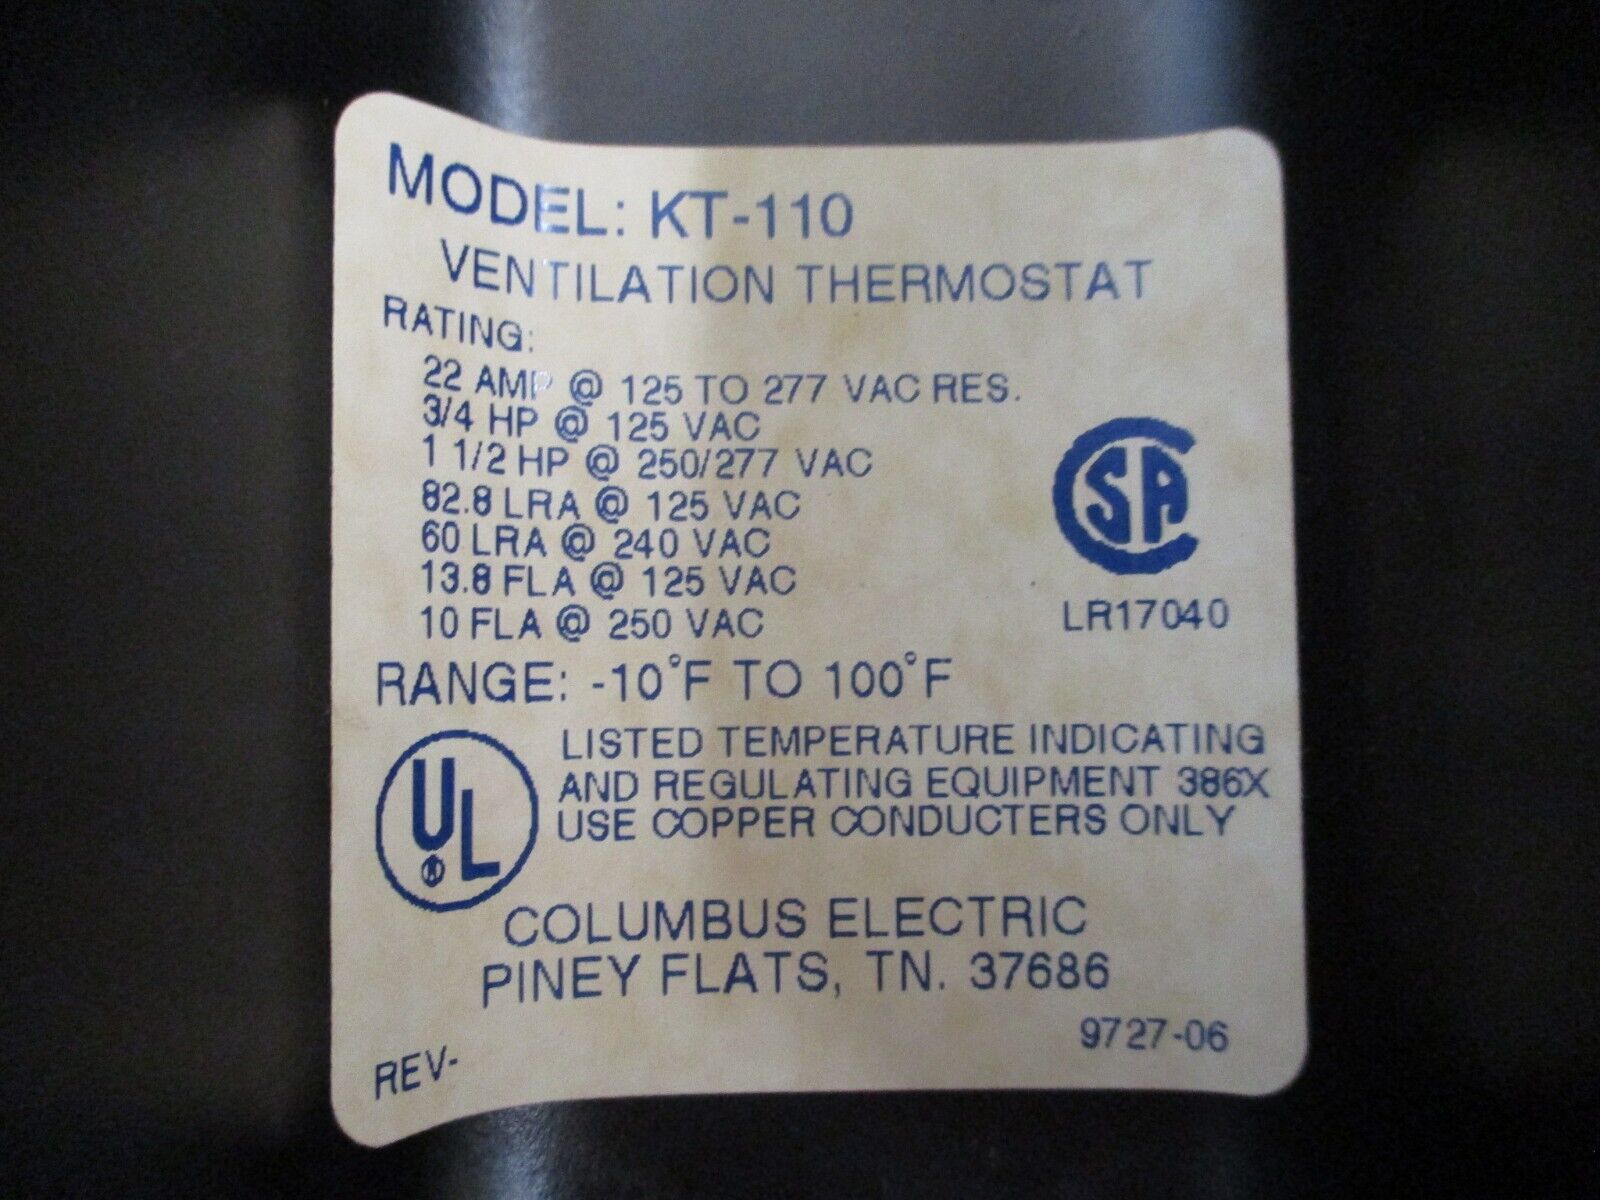 MODEL: KT-110
VENTILATION THERMOSTAT
RATING:
22 AMP @ 125 TO 277 VAC RES.
3/4 HP @ 125 VAC
1 1/2 HP @ 250/277 VAC
82.8 LRA @ 125 VAC
60 LRA @ 240 VAC
13.8 FLA @ 125 VAC
10 FLA @ 250 VAC
CSA
LR17040
RANGE: -10°F TO 100°F
UL
LISTED TEMPERATURE INDICATING
AND REGULATING EQUIPMENT 386X
USE COPPER CONDUCTERS ONLY
COLUMBUS ELECTRIC
PINEY FLATS, TN. 37686
9727-06
REV-